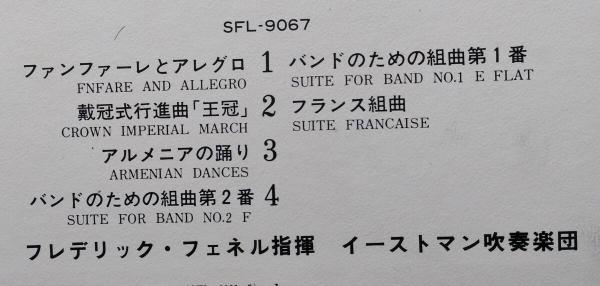 SFL-9067
ファンファーレとアレグロ 1 バンドのための組曲第1番
FNFARE AND ALLEGRO SUITE FOR BAND NO.1 E FLAT
戴冠式行進曲「王冠」 2 フランス組曲
CROWN IMPERIAL MARCH SUITE FRANCAISE
アルメニアの踊り 3
ARMENIAN DANCES
バンドのための組曲第2番 4
SUITE FOR BAND NO.2 F
フレデリック・フェネル指揮 イーストマン吹奏楽団